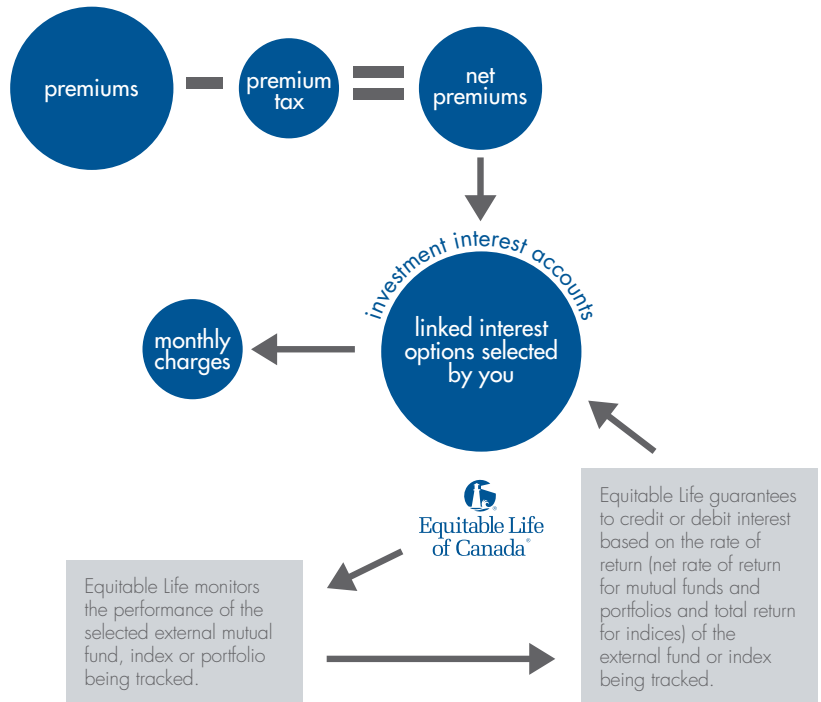 premiums
premium
tax
net
premiums
investment interest accounts
linked interest
options selected
by you
monthly
charges
Equitable Life
of Canada®
Equitable Life monitors
the performance of the
selected external mutual
fund, index or portfolio
being tracked.
Equitable Life guarantees
to credit or debit interest
based on the rate of
return (net rate of return
for mutual funds and
portfolios and total return
for indices) of the
external fund or index
being tracked.